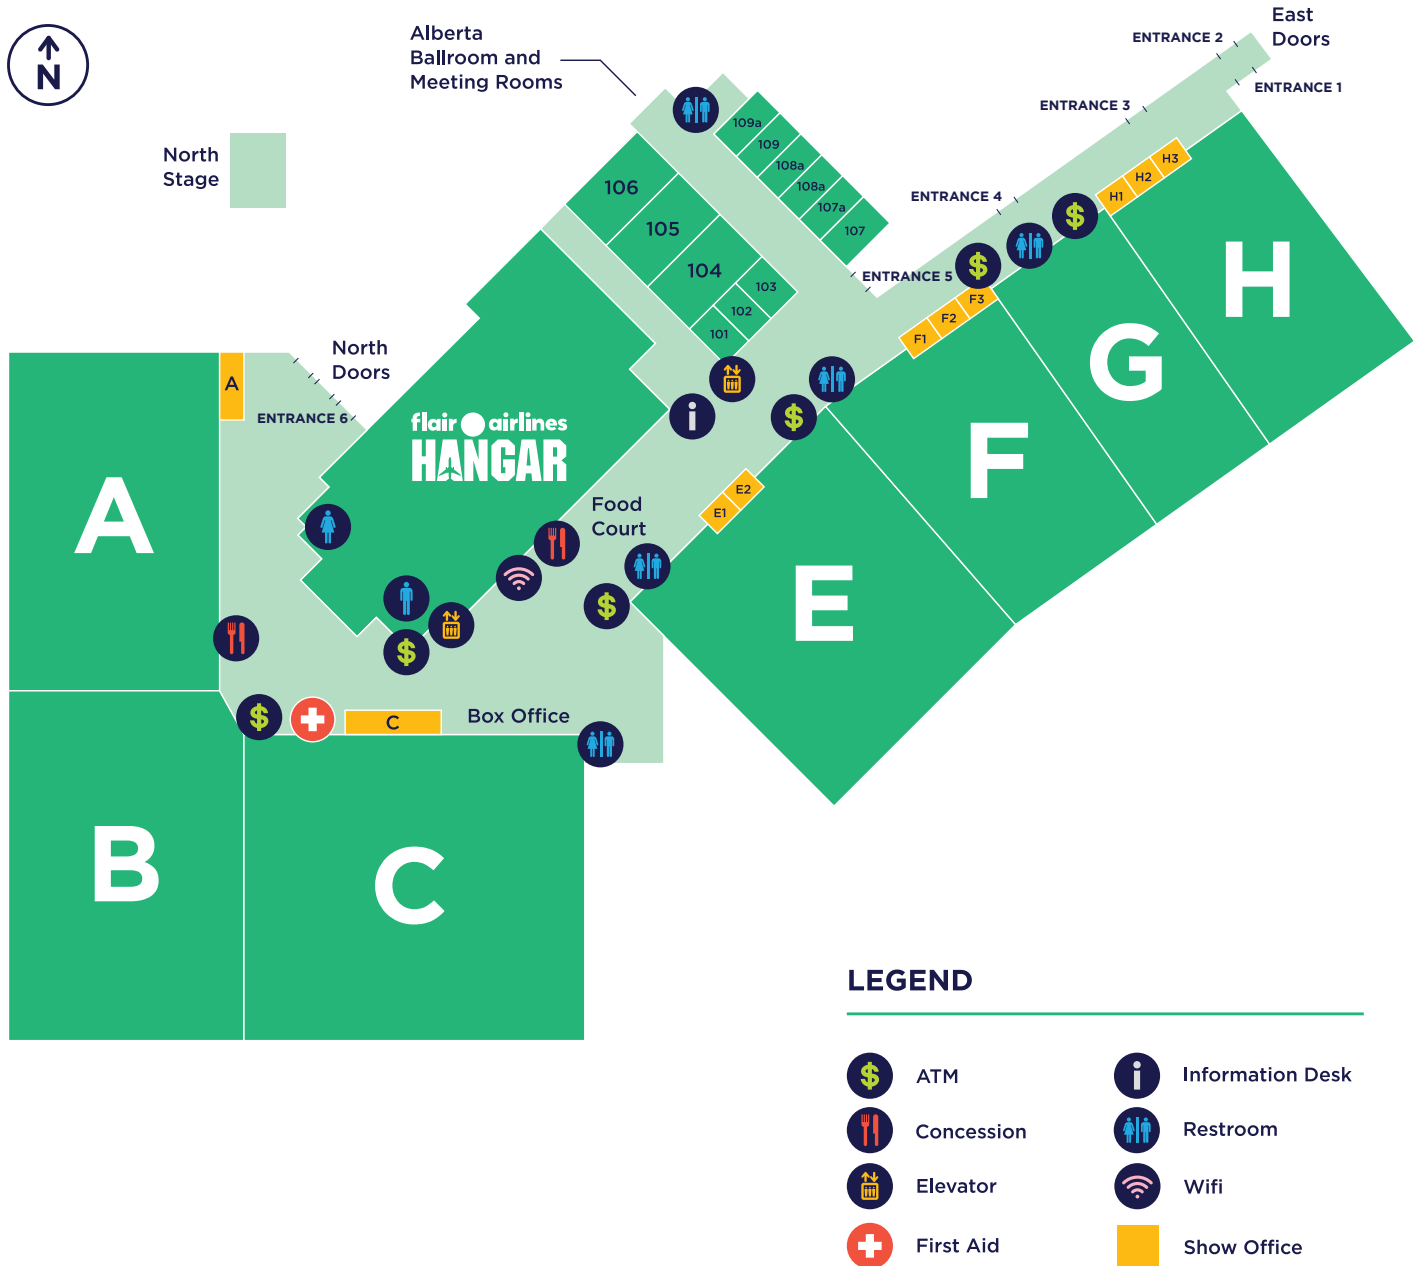 N
Alberta
Ballroom and
Meeting Rooms
East
Doors
ENTRANCE 2
ENTRANCE 1
ENTRANCE 3
North
Stage
109a
109
108a
108a
107a
107
106
105
104
103
102
101
ENTRANCE 4
ENTRANCE 5
H3
H2
H1
$
$
F3
F2
F1
H
G
F
North
Doors
ENTRANCE 6
A
A
flair airlines
HANGAR
i
$
E2
E1
Food
Court
E
$
$
$
C
Box Office
B
C
LEGEND
$ ATM
i Information Desk
Concession
Restroom
Elevator
Wifi
First Aid
Show Office